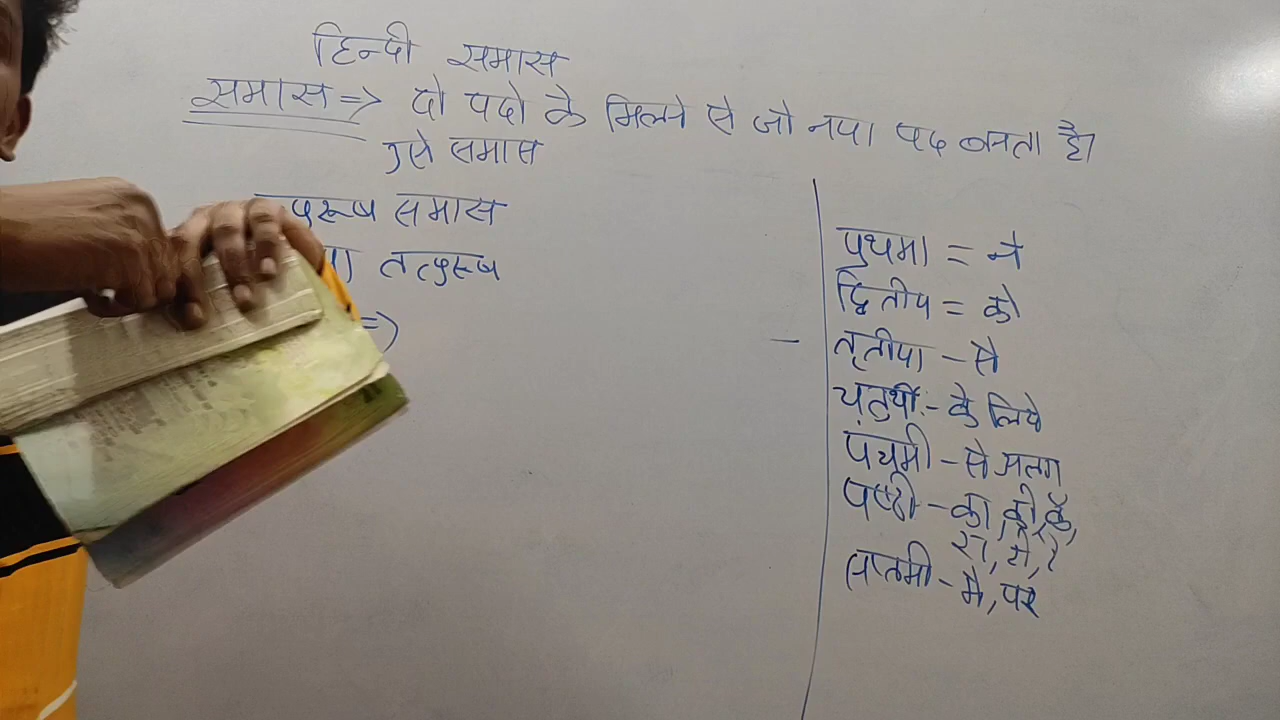 हिन्दी समास
समास => दो पदो के मिलने से जो नया पद बनता है।
उसे समास
पुरूष समास
तत्पुरूष
=>
प्रथमा = ने
द्वितीय = को
तृतीया - से
चतुर्थी - के लिये
पंचमी - से अलग
षष्ठी - का, की, के,
रा, री, रे
सप्तमी - मे, पर